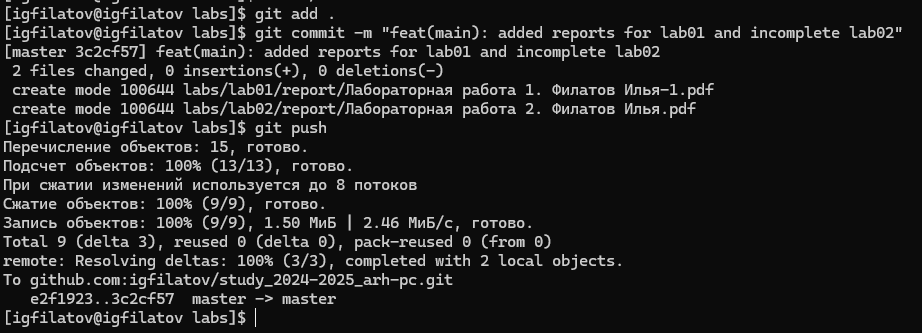 [igfilatov@igfilatov labs]$ git add .
[igfilatov@igfilatov labs]$ git commit -m "feat(main): added reports for lab01 and incomplete lab02"
[master 3c2cf57] feat(main): added reports for lab01 and incomplete lab02
 2 files changed, 0 insertions(+), 0 deletions(-)
 create mode 100644 labs/lab01/report/Лабораторная работа 1. Филатов Илья-1.pdf
 create mode 100644 labs/lab02/report/Лабораторная работа 2. Филатов Илья.pdf
[igfilatov@igfilatov labs]$ git push
Перечисление объектов: 15, готово.
Подсчет объектов: 100% (13/13), готово.
При сжатии изменений используется до 8 потоков
Сжатие объектов: 100% (9/9), готово.
Запись объектов: 100% (9/9), 1.50 МиБ | 2.46 МиБ/с, готово.
Total 9 (delta 3), reused 0 (delta 0), pack-reused 0 (from 0)
remote: Resolving deltas: 100% (3/3), completed with 2 local objects.
To github.com:igfilatov/study_2024-2025_arh-pc.git
   e2f1923..3c2cf57  master -> master
[igfilatov@igfilatov labs]$